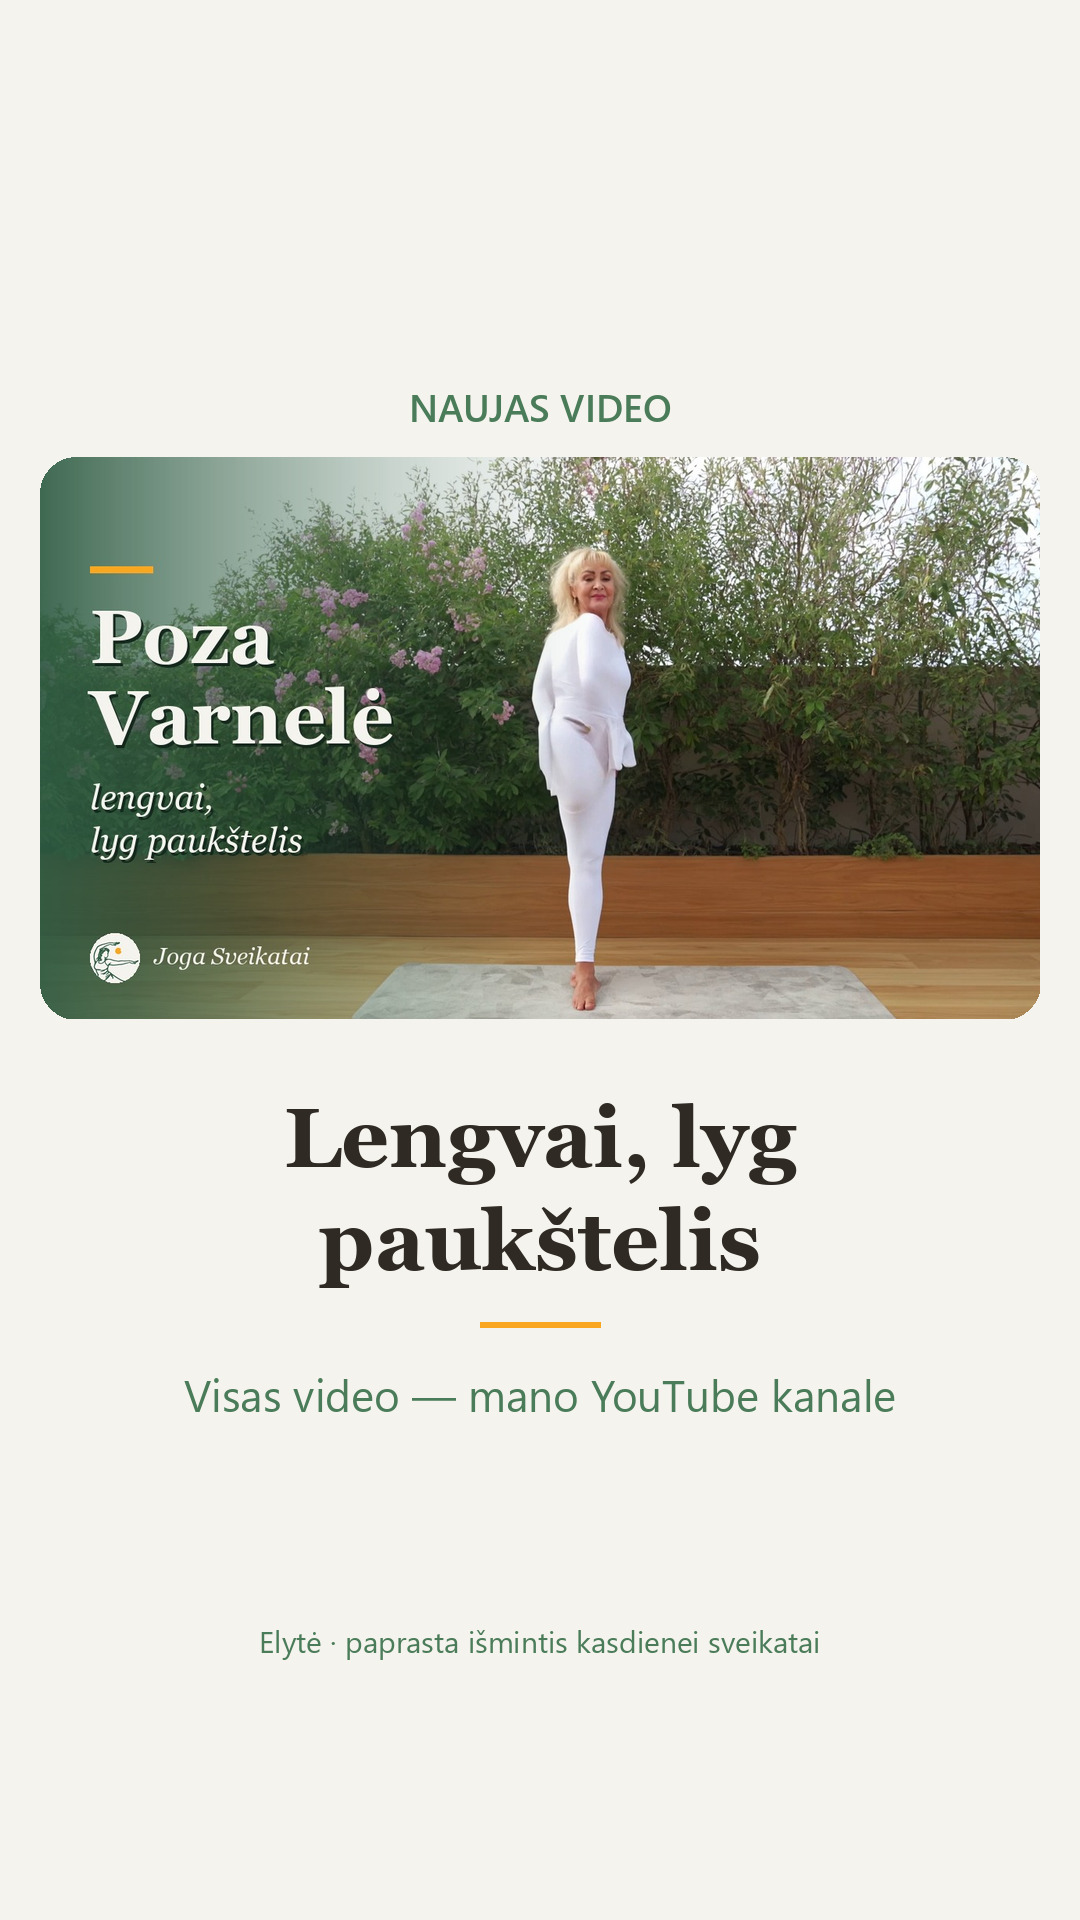 NAUJAS VIDEO
Poza
Varnelė
lengvai,
lyg paukštelis
Joga Sveikatai
Lengvai, lyg
paukštelis
Visas video — mano YouTube kanale
Elytė · paprasta išmintis kasdienei sveikatai